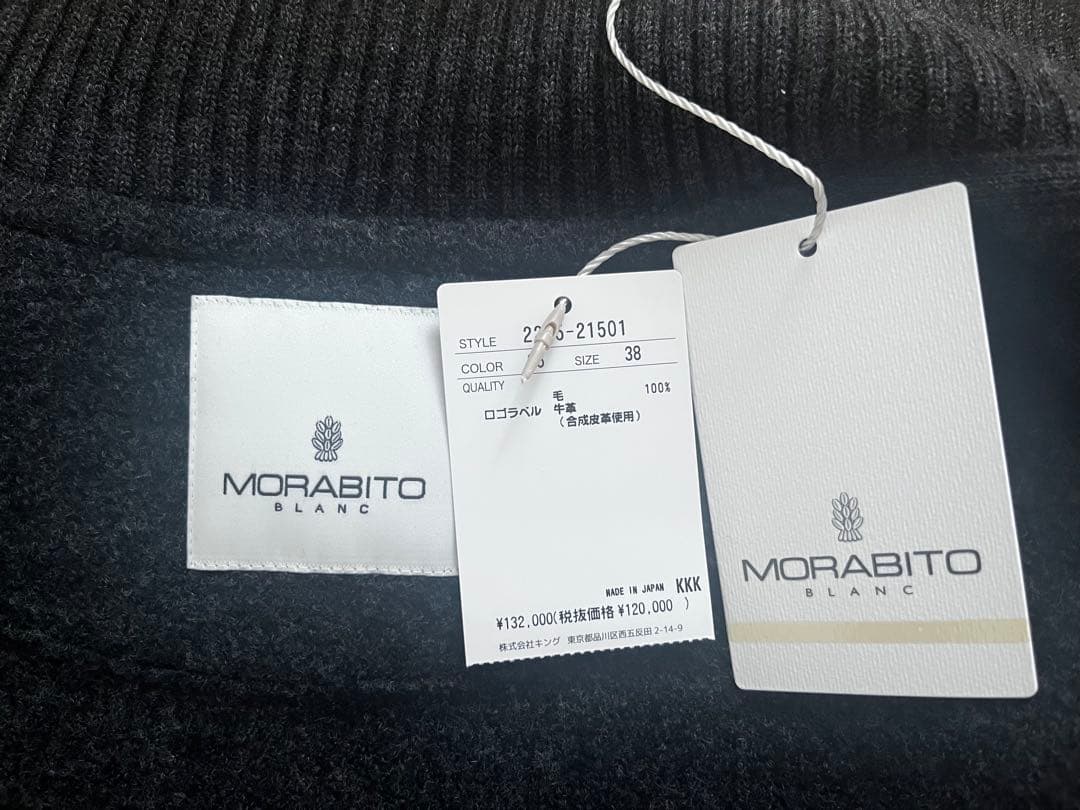 MORABITO
BLANC
STYLE -21501
COLOR SIZE 38
QUALITY 毛 100%
ロゴラベル 牛革
(合成皮革使用)
MADE IN JAPAN KKK
¥132,000(税抜価格 ¥120,000 )
株式会社キング 東京都品川区西五反田 2-14-9
MORABITO
BLANC